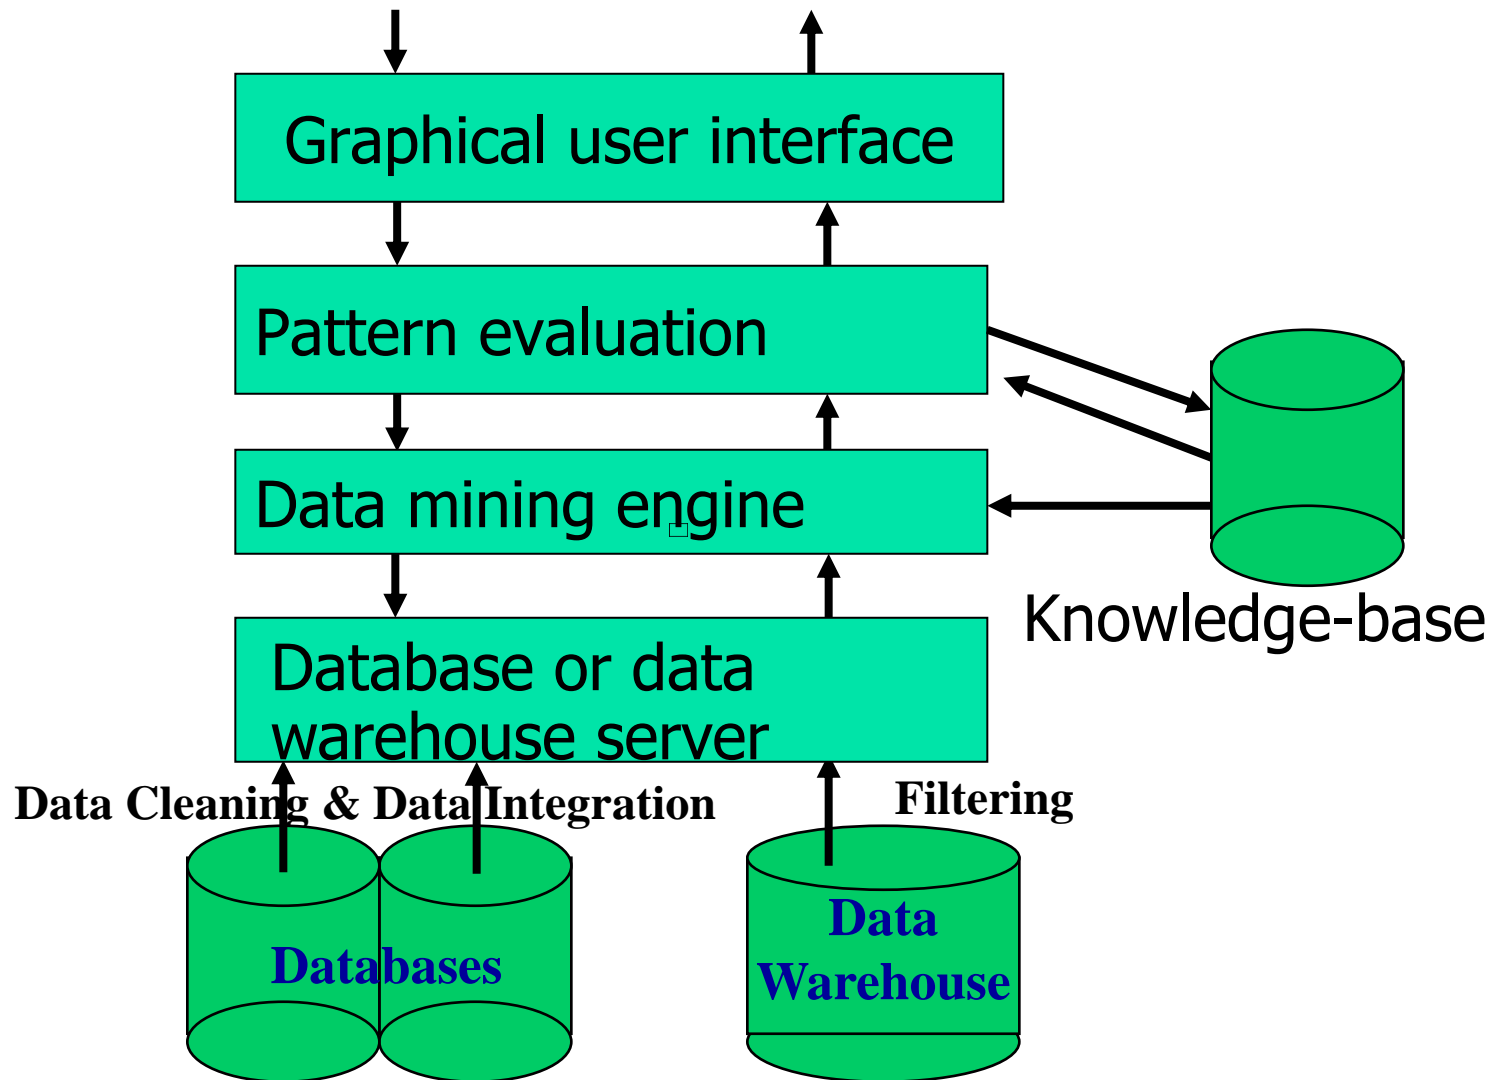 Graphical user interface
Pattern evaluation
Data mining engine
Knowledge-base
Database or data
warehouse server
Data Cleaning & Data Integration
Filtering
Databases
Data
Warehouse